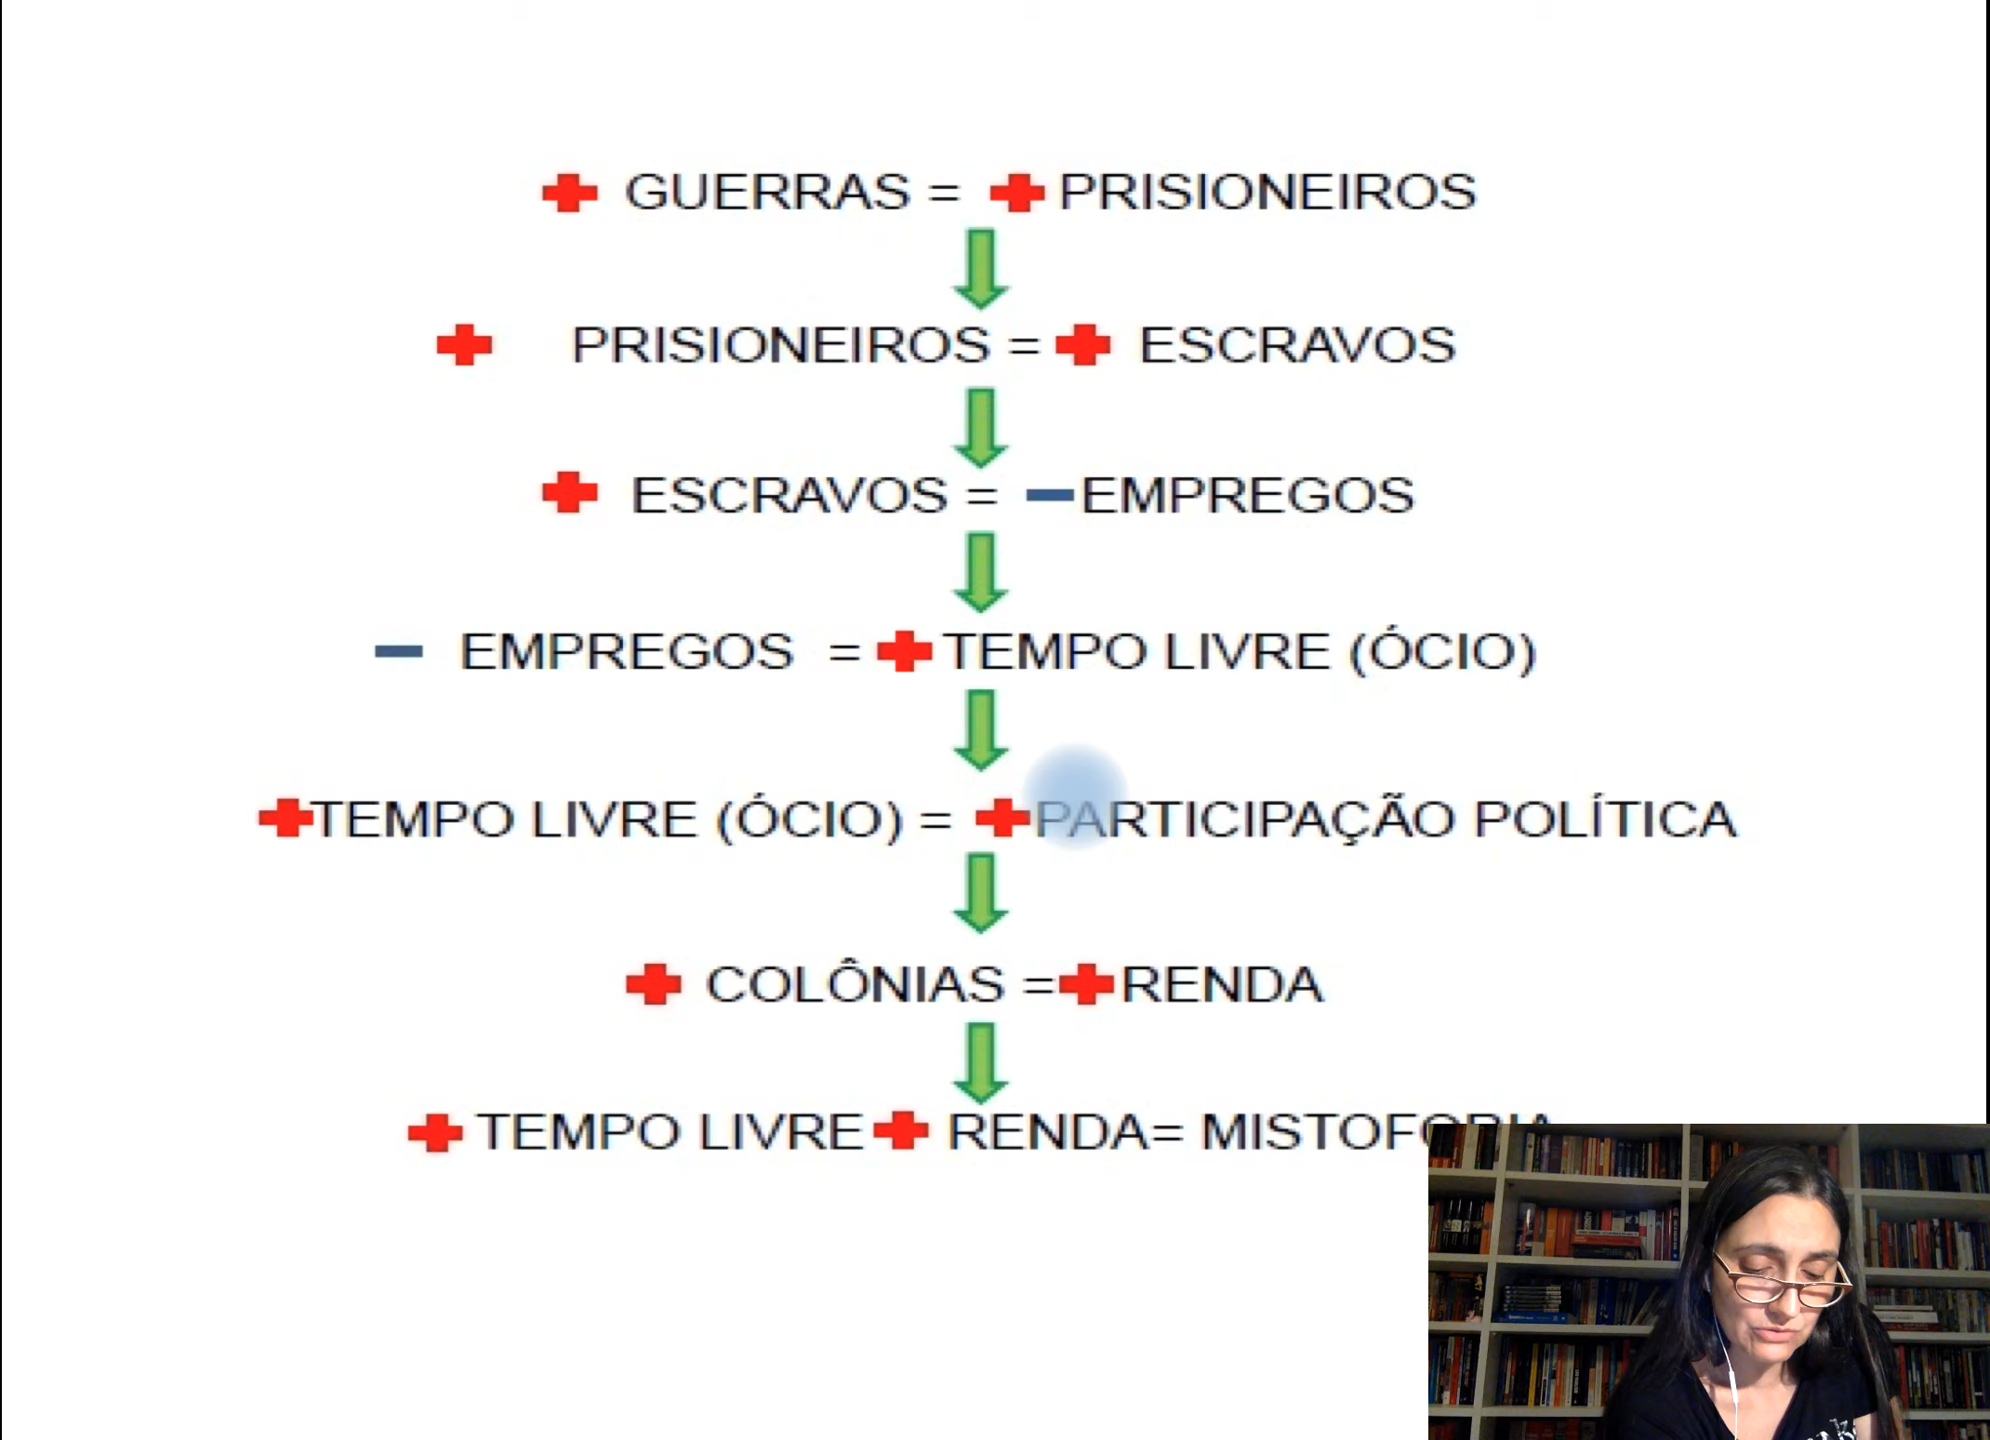 + GUERRAS = + PRISIONEIROS
+ PRISIONEIROS = + ESCRAVOS
+ ESCRAVOS = - EMPREGOS
- EMPREGOS = + TEMPO LIVRE (ÓCIO)
+ TEMPO LIVRE (ÓCIO) = + PARTICIPAÇÃO POLÍTICA
+ COLÔNIAS = + RENDA
+ TEMPO LIVRE + RENDA = MISTOFORIA